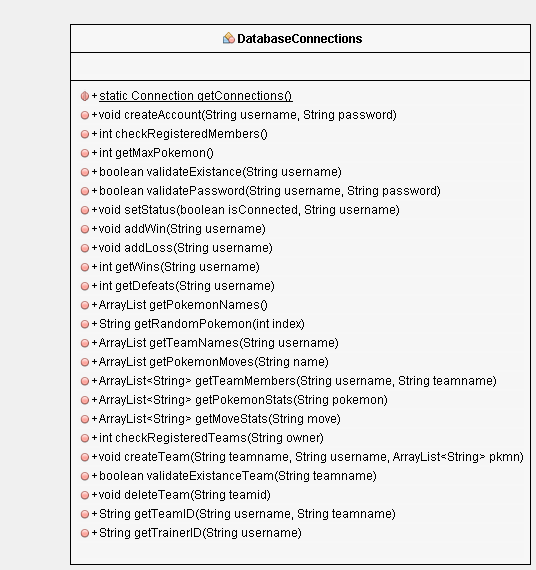 DatabaseConnections
+static Connection getConnections()
+void createAccount(String username, String password)
+int checkRegisteredMembers()
+int getMaxPokemon()
+boolean validateExistance(String username)
+boolean validatePassword(String username, String password)
+void setStatus(boolean isConnected, String username)
+void addWin(String username)
+void addLoss(String username)
+int getWins(String username)
+int getDefeats(String username)
+ArrayList getPokemonNames()
+String getRandomPokemon(int index)
+ArrayList getTeamNames(String username)
+ArrayList getPokemonMoves(String name)
+ArrayList<String> getTeamMembers(String username, String teamname)
+ArrayList<String> getPokemonStats(String pokemon)
+ArrayList<String> getMoveStats(String move)
+int checkRegisteredTeams(String owner)
+void createTeam(String teamname, String username, ArrayList<String> pkmn)
+boolean validateExistanceTeam(String teamname)
+void deleteTeam(String teamid)
+String getTeamID(String username, String teamname)
+String getTrainerID(String username)